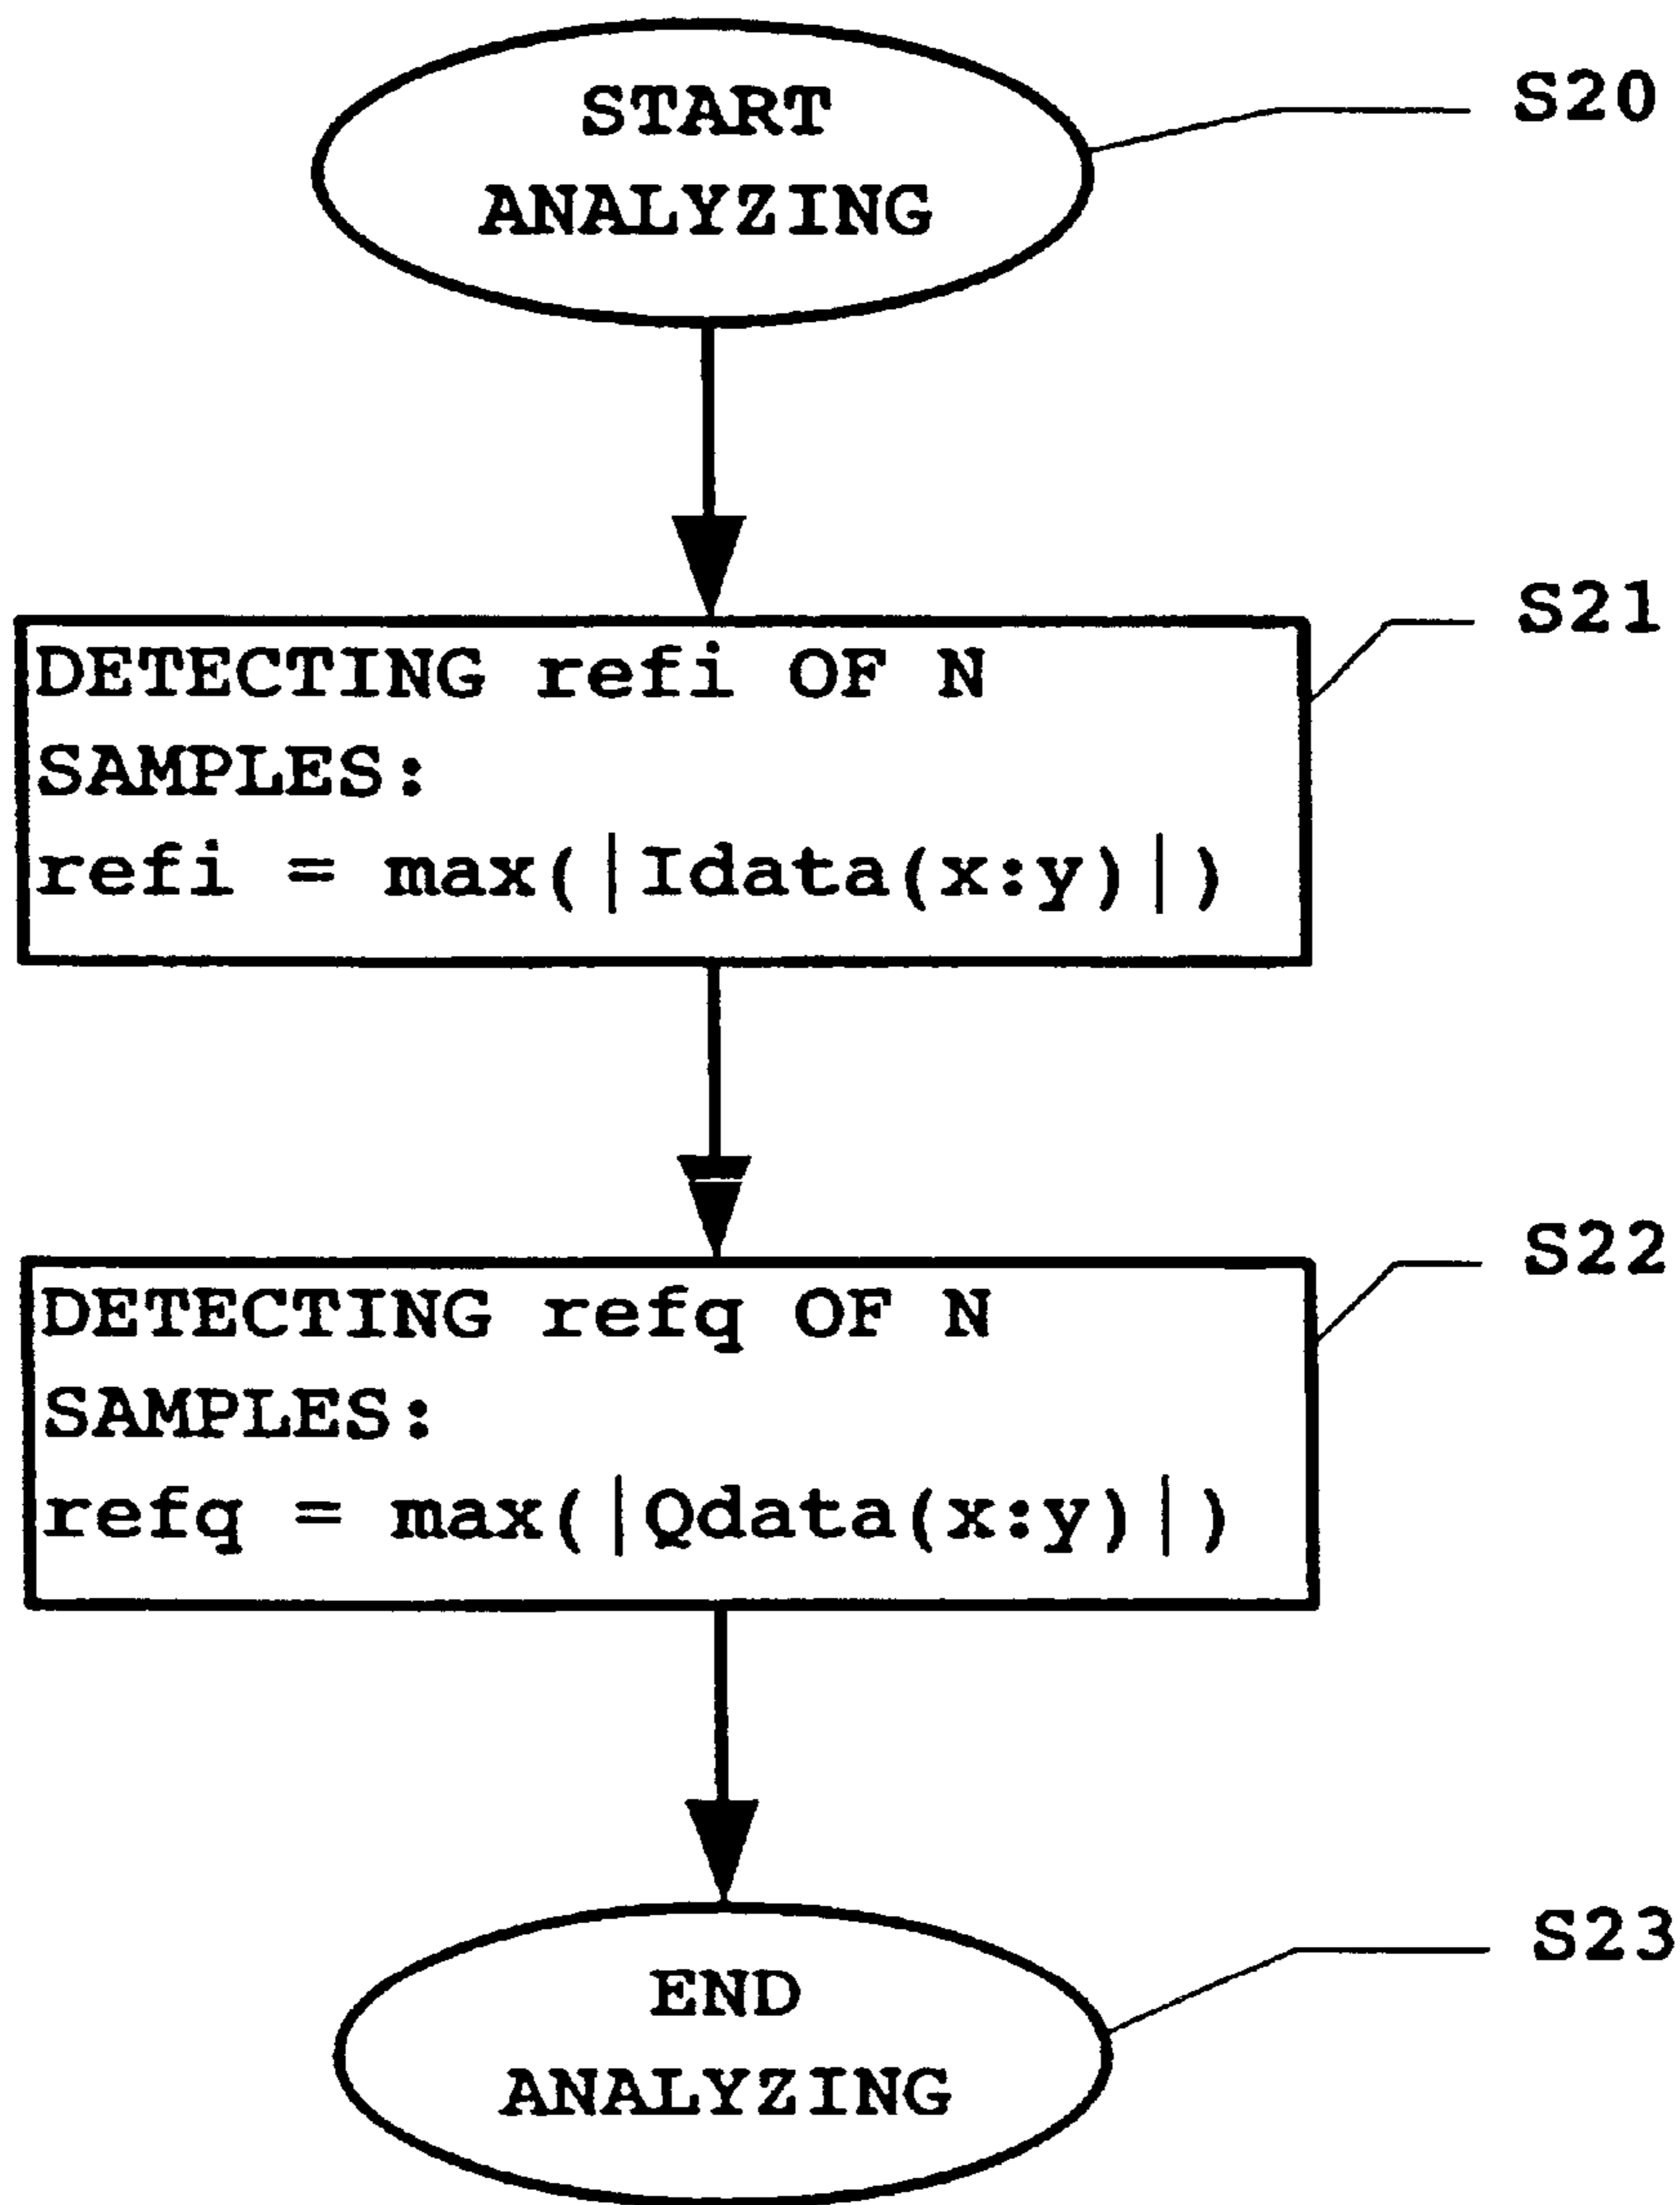 START
ANALYZING
S20
DETECTING refi OF N
SAMPLES:
refi = max(|Idata(x:y)|)
S21
DETECTING refq OF N
SAMPLES:
refq = max(|Qdata(x:y)|)
S22
END
ANALYZING
S23